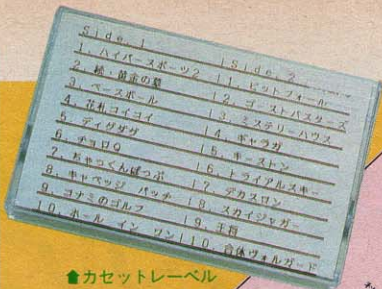 Side 1 Side 2
1. ハイパースポーツ2 11. ピットフォール
2. 続・黄金の墓 12. ゴーストバスターズ
3. ベースボール 13. ミステリーハウス
4. 花札コイコイ 14. ギャラガ
5. ディグダグ 15. キーストン
6. チョロQ 16. トライアルスキー
7. おやつくんぱっぷ 17. デカスロン
8. キャベッジ パッチ 18. スカイジャガー
9. コナミのゴルフ 19. 王将
10. ホール イン ワン 110. 合体ヴォルガード
⬆カセットレーベル